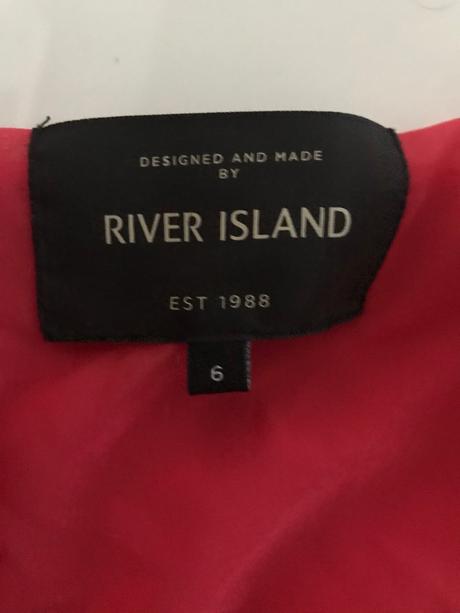 DESIGNED AND MADE
BY
RIVER ISLAND
EST 1988
6